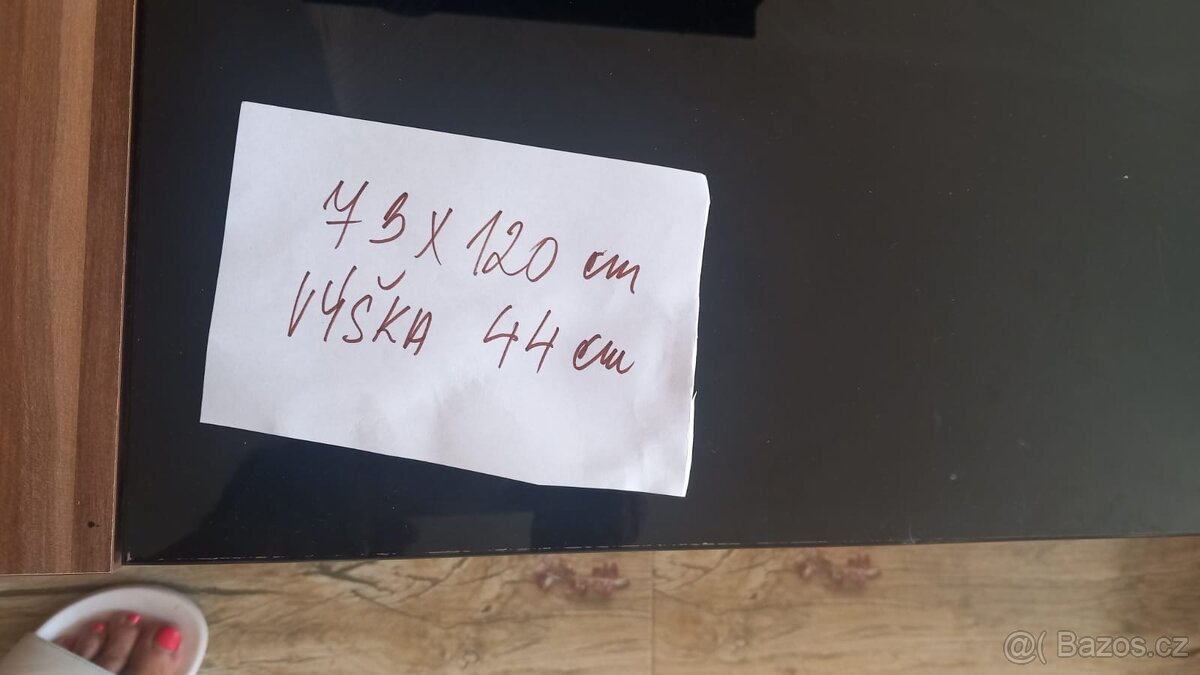 73 X 120 cm
VÝŠKA 44 cm
@( Bazos.cz